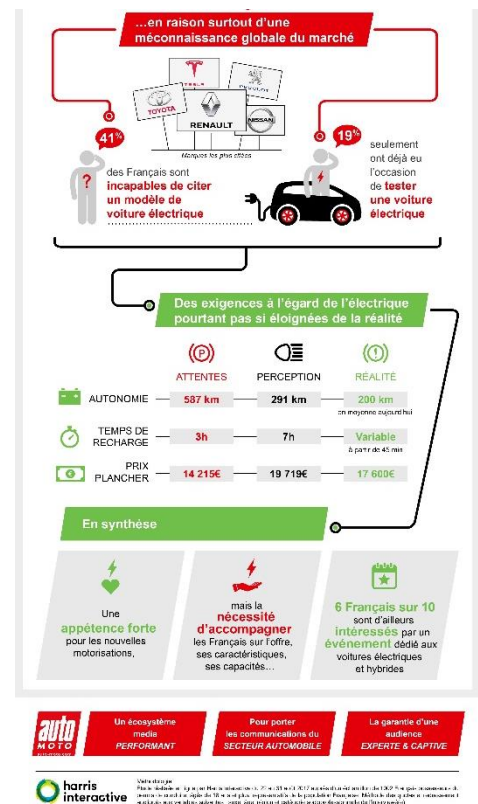 ...en raison surtout d'une
méconnaissance globale du marché
TESLA
TOYOTA
RENAULT
NISSAN
Marques les plus citées
41%
?
des Français sont
incapables de citer
un modèle de
voiture électrique
19%
seulement
ont déjà eu
l'occasion
de tester
une voiture
électrique
Des exigences à l'égard de l'électrique
pourtant pas si éloignées de la réalité
ATTENTES PERCEPTION RÉALITÉ
AUTONOMIE 587 km 291 km 200 km
en moyenne aujourd'hui
TEMPS DE
RECHARGE 3h 7h Variable
à partir de 45 min
PRIX
PLANCHER 14 215€ 19 719€ 17 600€
En synthèse
Une
appétence forte
pour les nouvelles
motorisations,
mais la
nécessité
d'accompagner
les Français sur l'offre,
ses caractéristiques,
ses capacités...
6 Français sur 10
sont d'ailleurs
intéressés par un
événement dédié aux
voitures électriques
et hybrides
auto
MOTO
Un écosystème
media
PERFORMANT
Pour porter
les communications du
SECTEUR AUTOMOBILE
La garantie d'une
audience
EXPERTE & CAPTIVE
harris
interactive